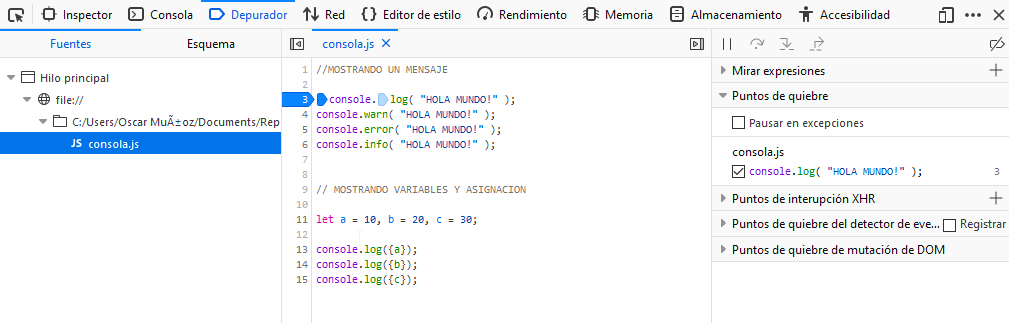 Inspector Consola Depurador Red Editor de estilo Rendimiento Memoria Almacenamiento Accesibilidad
Fuentes Esquema
Hilo principal
file://
C:/Users/Oscar MuÃ±oz/Documents/Rep
JS consola.js
consola.js
1 //MOSTRANDO UN MENSAJE
2
3 console.log( "HOLA MUNDO!" );
4 console.warn( "HOLA MUNDO!" );
5 console.error( "HOLA MUNDO!" );
6 console.info( "HOLA MUNDO!" );
7
8
9 // MOSTRANDO VARIABLES Y ASIGNACION
10
11 let a = 10, b = 20, c = 30;
12
13 console.log({a});
14 console.log({b});
15 console.log({c});
Mirar expresiones
Puntos de quiebre
Pausar en excepciones
consola.js
console.log( "HOLA MUNDO!" ); 3
Puntos de interupción XHR
Puntos de quiebre del detector de eve... Registrar
Puntos de quiebre de mutación de DOM